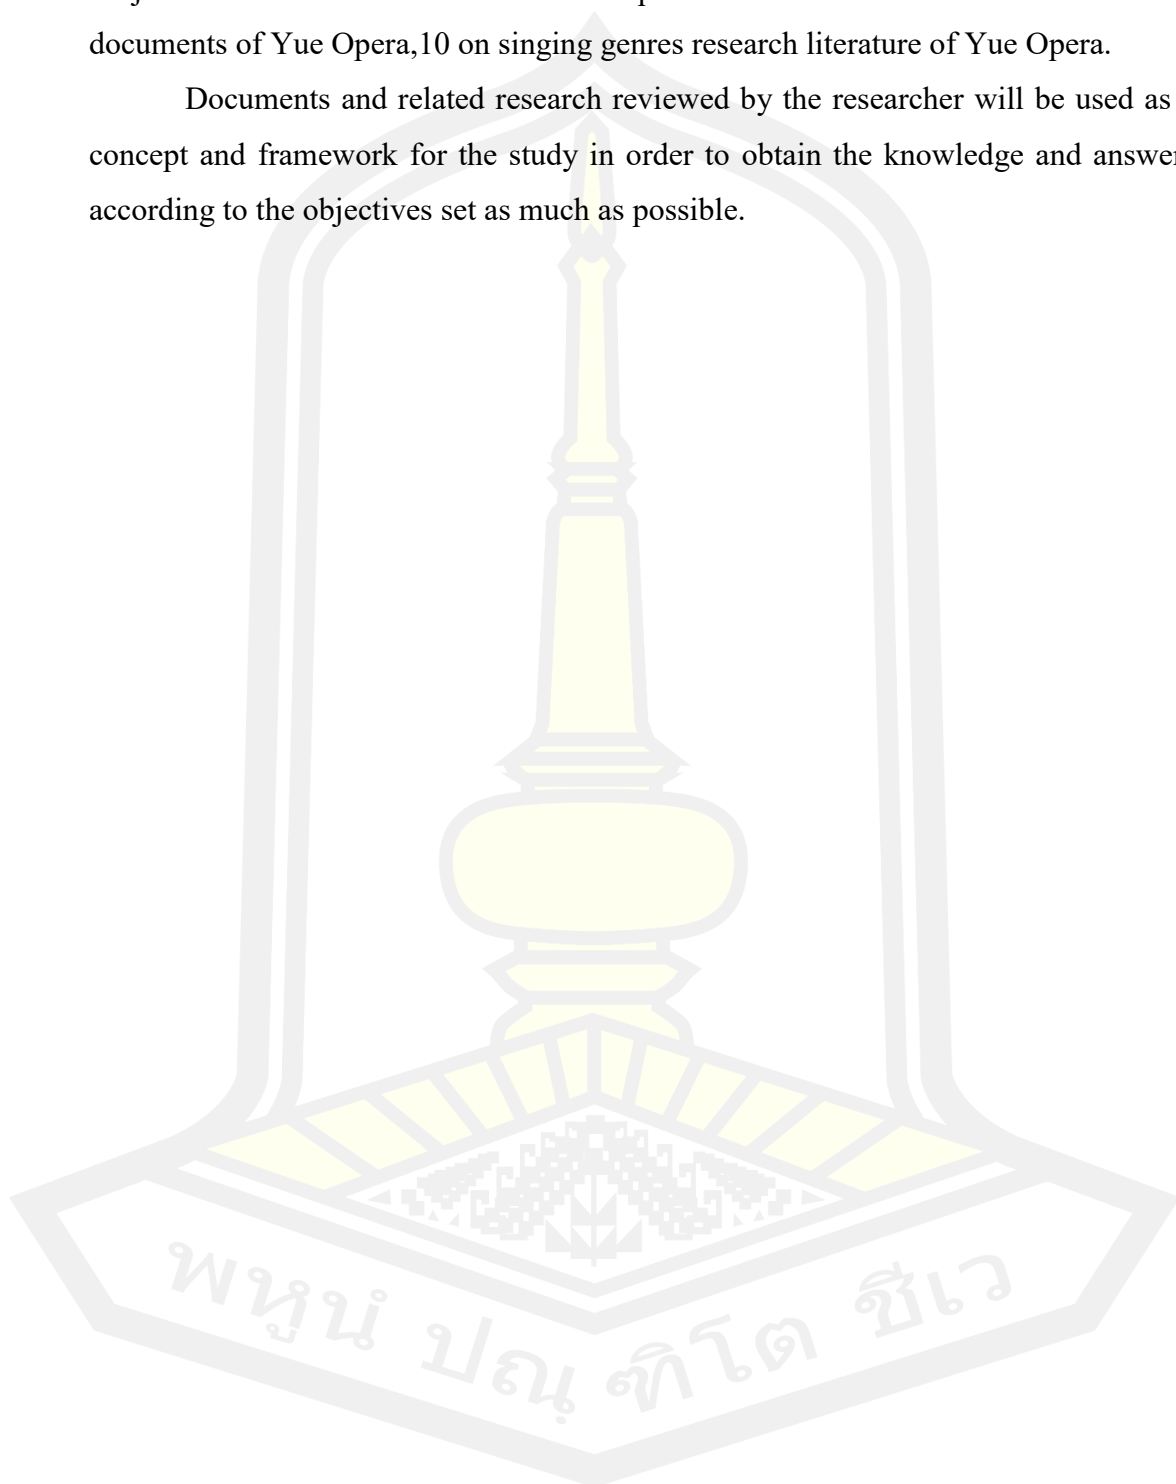 documents of Yue Opera,10 on singing genres research literature of Yue Opera.
Documents and related research reviewed by the researcher will be used as
concept and framework for the study in order to obtain the knowledge and
according to the objectives set as much as possible.
พหูนํ ปณฺฑิโต ชีเว